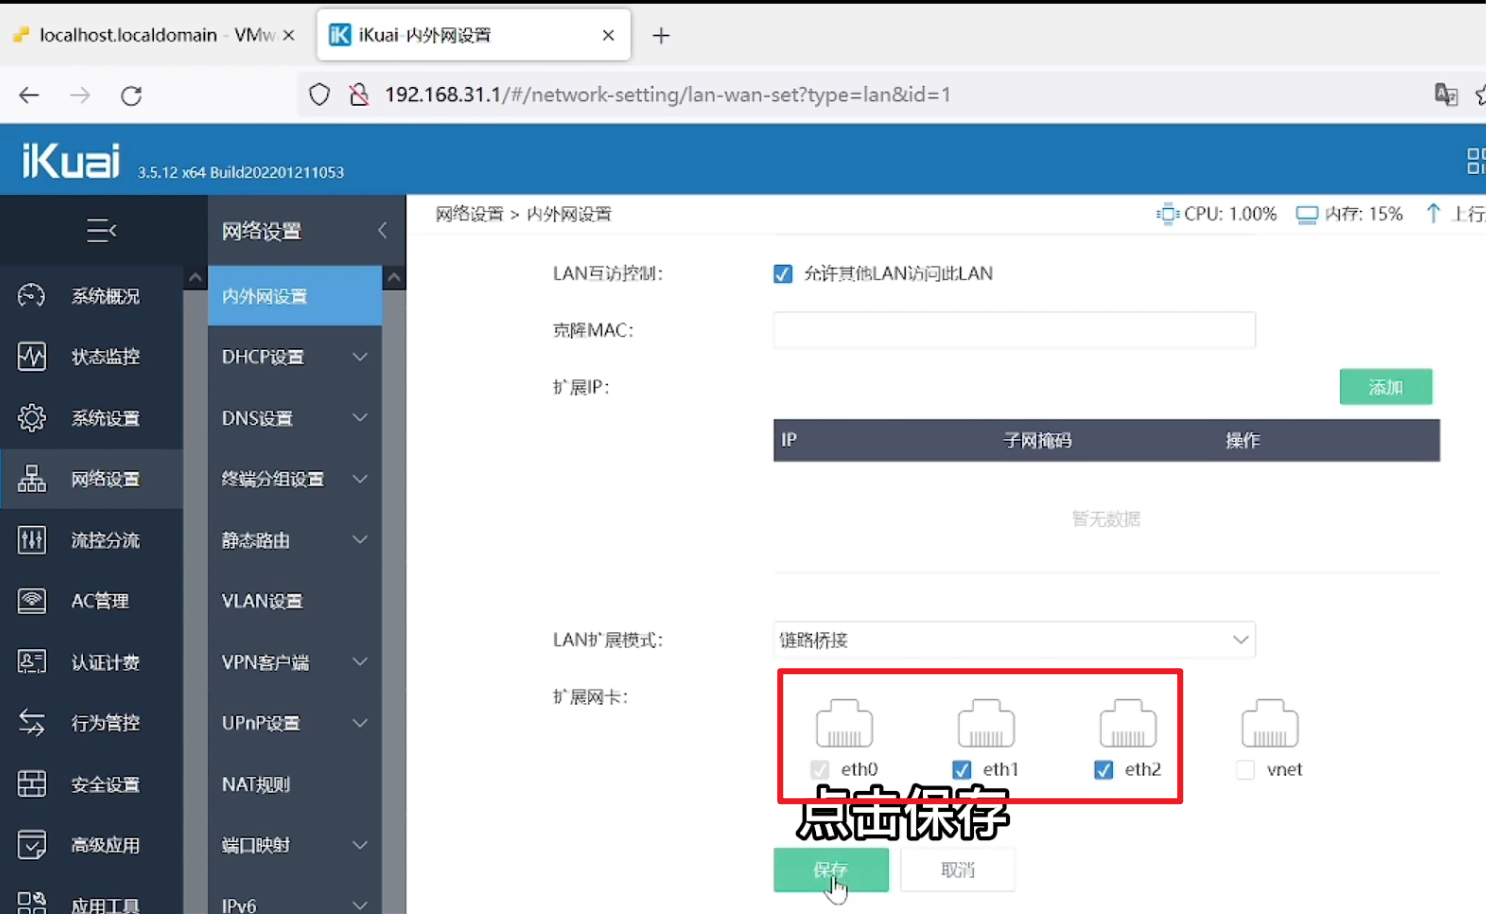 localhost.localdomain - VMw
iKuai-内外网设置
192.168.31.1/#/network-setting/lan-wan-set?type=lan&id=1
iKuai 3.5.12 x64 Build202201211053
网络设置
网络设置 > 内外网设置
CPU: 1.00%
内存: 15%
上行
系统概况
状态监控
系统设置
网络设置
流控分流
AC管理
认证计费
行为管控
安全设置
高级应用
应用工具
内外网设置
DHCP设置
DNS设置
终端分组设置
静态路由
VLAN设置
VPN客户端
UPnP设置
NAT规则
端口映射
IPv6
LAN互访控制: 允许其他LAN访问此LAN
克隆MAC:
扩展IP: 添加
IP 子网掩码 操作
暂无数据
LAN扩展模式: 链路桥接
扩展网卡:
eth0 eth1 eth2 vnet
点击保存
保存 取消